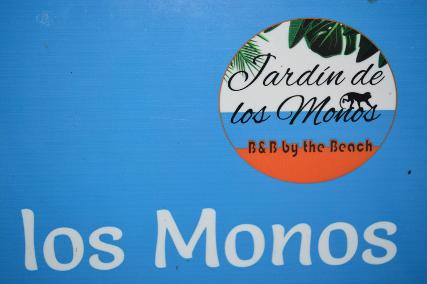 Jardín de
los Monos
B&B by the Beach
los Monos